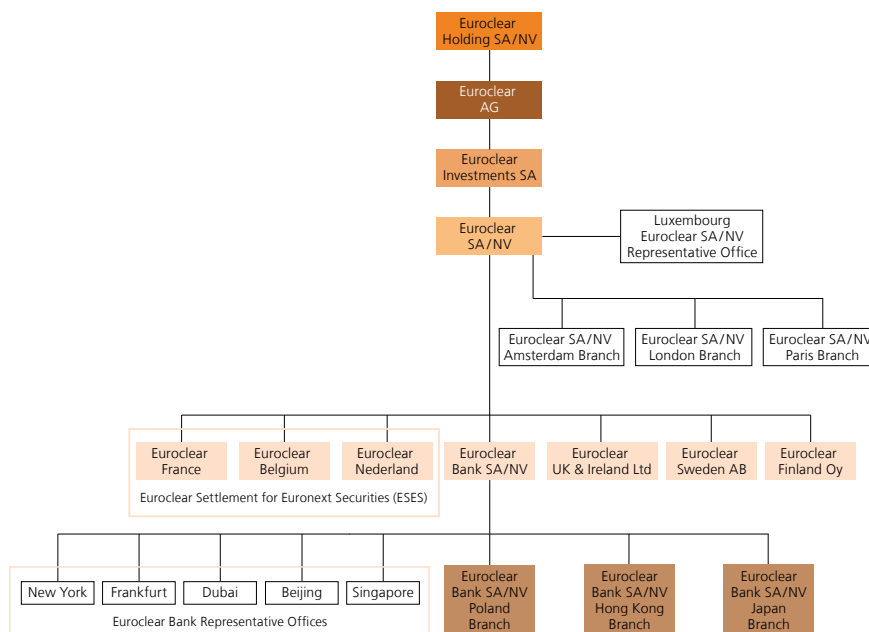 Euroclear
Holding SA/NV
Euroclear
AG
Euroclear
Investments SA
Euroclear
SA/NV
Luxembourg
Euroclear SA/NV
Representative Office
Euroclear SA/NV
Amsterdam Branch
Euroclear SA/NV
London Branch
Euroclear SA/NV
Paris Branch
Euroclear
France
Euroclear
Belgium
Euroclear
Nederland
Euroclear
Bank SA/NV
Euroclear
UK & Ireland Ltd
Euroclear
Sweden AB
Euroclear
Finland Oy
Euroclear Settlement for Euronext Securities (ESES)
New York
Frankfurt
Dubai
Beijing
Singapore
Euroclear Bank Representative Offices
Euroclear
Bank SA/NV
Poland
Branch
Euroclear
Bank SA/NV
Hong Kong
Branch
Euroclear
Bank SA/NV
Japan
Branch